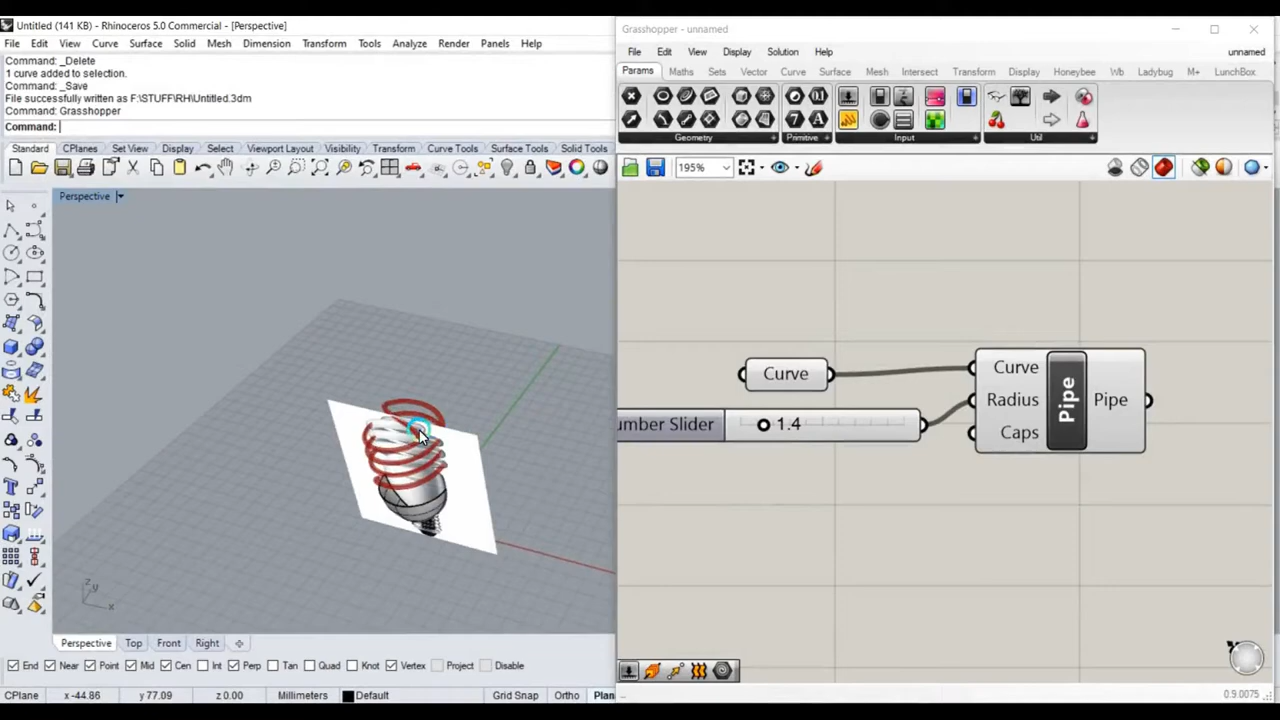 Untitled (141 KB) - Rhinoceros 5.0 Commercial - [Perspective]
File Edit View Curve Surface Solid Mesh Dimension Transform Tools Analyze Render Panels Help
Command: _Delete
1 curve added to selection.
Command: _Save
File successfully written as F:\STUFF\RH\Untitled.3dm
Command: Grasshopper
Command:
Standard CPlanes Set View Display Select Viewport Layout Visibility Transform Curve Tools Surface Tools Solid Tools
Perspective
z
y
x
Perspective Top Front Right
End Near Point Mid Cen Int Perp Tan Quad Knot Vertex Project Disable
CPlane x -44.86 y 77.09 z 0.00 Millimeters Default Grid Snap Ortho Plan
Grasshopper - unnamed
File Edit View Display Solution Help unnamed
Params Maths Sets Vector Curve Surface Mesh Intersect Transform Display Honeybee Wb Ladybug M+ LunchBox
Geometry Primitive Input Util
195%
Curve
umber Slider 1.4
Curve
Radius
Caps
Pipe
Pipe
0.9.0075